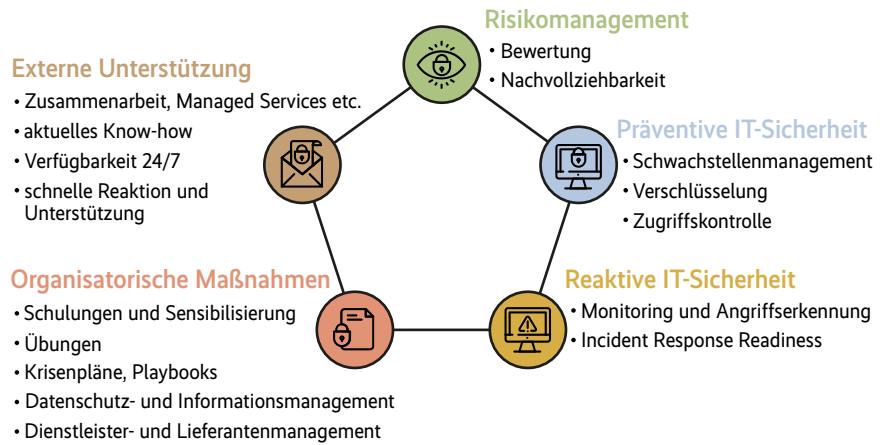 Risikomanagement
• Bewertung
• Nachvollziehbarkeit
Externe Unterstützung
• Zusammenarbeit, Managed Services etc.
• aktuelles Know-how
• Verfügbarkeit 24/7
• schnelle Reaktion und
Unterstützung
Präventive IT-Sicherheit
• Schwachstellenmanagement
• Verschlüsselung
• Zugriffskontrolle
Organisatorische Maßnahmen
• Schulungen und Sensibilisierung
• Übungen
• Krisenpläne, Playbooks
• Datenschutz- und Informationsmanagement
• Dienstleister- und Lieferantenmanagement
Reaktive IT-Sicherheit
• Monitoring und Angriffserkennung
• Incident Response Readiness